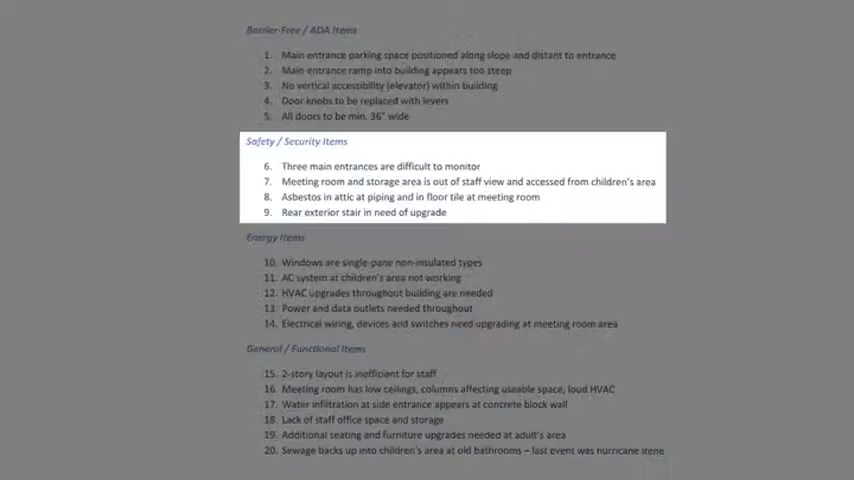 Barrier-Free / ADA Items
1. Main entrance parking space positioned along slope and distant to entrance
2. Main entrance ramp into building appears too steep
3. No vertical accessibility (elevator) within building
4. Door knobs to be replaced with levers
5. All doors to be min. 36" wide
Safety / Security Items
6. Three main entrances are difficult to monitor
7. Meeting room and storage area is out of staff view and accessed from children's area
8. Asbestos in attic at piping and in floor tile at meeting room
9. Rear exterior stair in need of upgrade
Energy Items
10. Windows are single-pane non-insulated types
11. AC system at children's area not working
12. HVAC upgrades throughout building are needed
13. Power and data outlets needed throughout
14. Electrical wiring, devices and switches need upgrading at meeting room area
General / Functional Items
15. 2-story layout is inefficient for staff
16. Meeting room has low ceilings, columns affecting useable space, loud HVAC
17. Water infiltration at side entrance appears at concrete block wall
18. Lack of staff office space and storage
19. Additional seating and furniture upgrades needed at adult's area
20. Sewage backs up into children's area at old bathrooms – last event was hurricane Irene